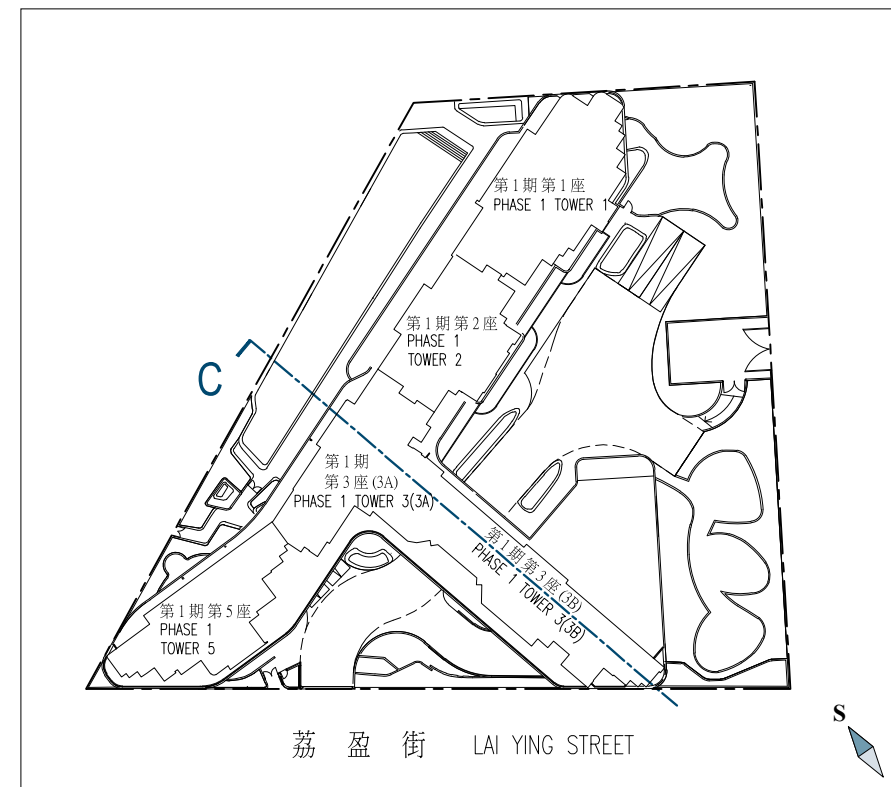 第1期第1座
PHASE 1 TOWER 1
第1期第2座
PHASE 1
TOWER 2
C
第1期
第3座(3A)
PHASE 1 TOWER 3(3A)
第1期第3座(3B)
PHASE 1 TOWER 3(3B)
第1期第5座
PHASE 1
TOWER 5
荔盈街 LAI YING STREET
S